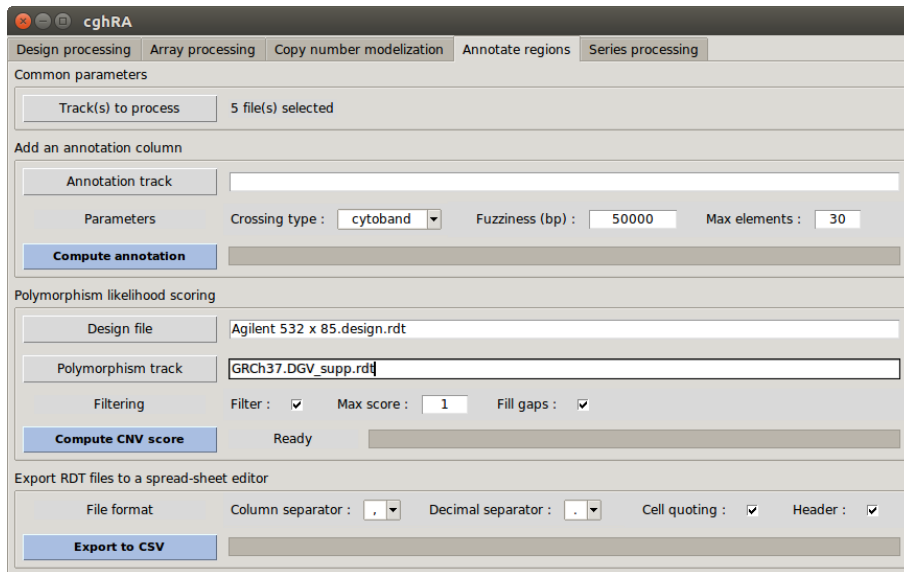 cghRA
Design processing Array processing Copy number modelization Annotate regions Series processing
Common parameters
Track(s) to process 5 file(s) selected
Add an annotation column
Annotation track
Parameters Crossing type : cytoband Fuzziness (bp) : 50000 Max elements : 30
Compute annotation
Polymorphism likelihood scoring
Design file Agilent 532 x 85.design.rdt
Polymorphism track GRCh37.DGV_supp.rdt
Filtering Filter : Max score : 1 Fill gaps :
Compute CNV score Ready
Export RDT files to a spread-sheet editor
File format Column separator : , Decimal separator : . Cell quoting : Header :
Export to CSV